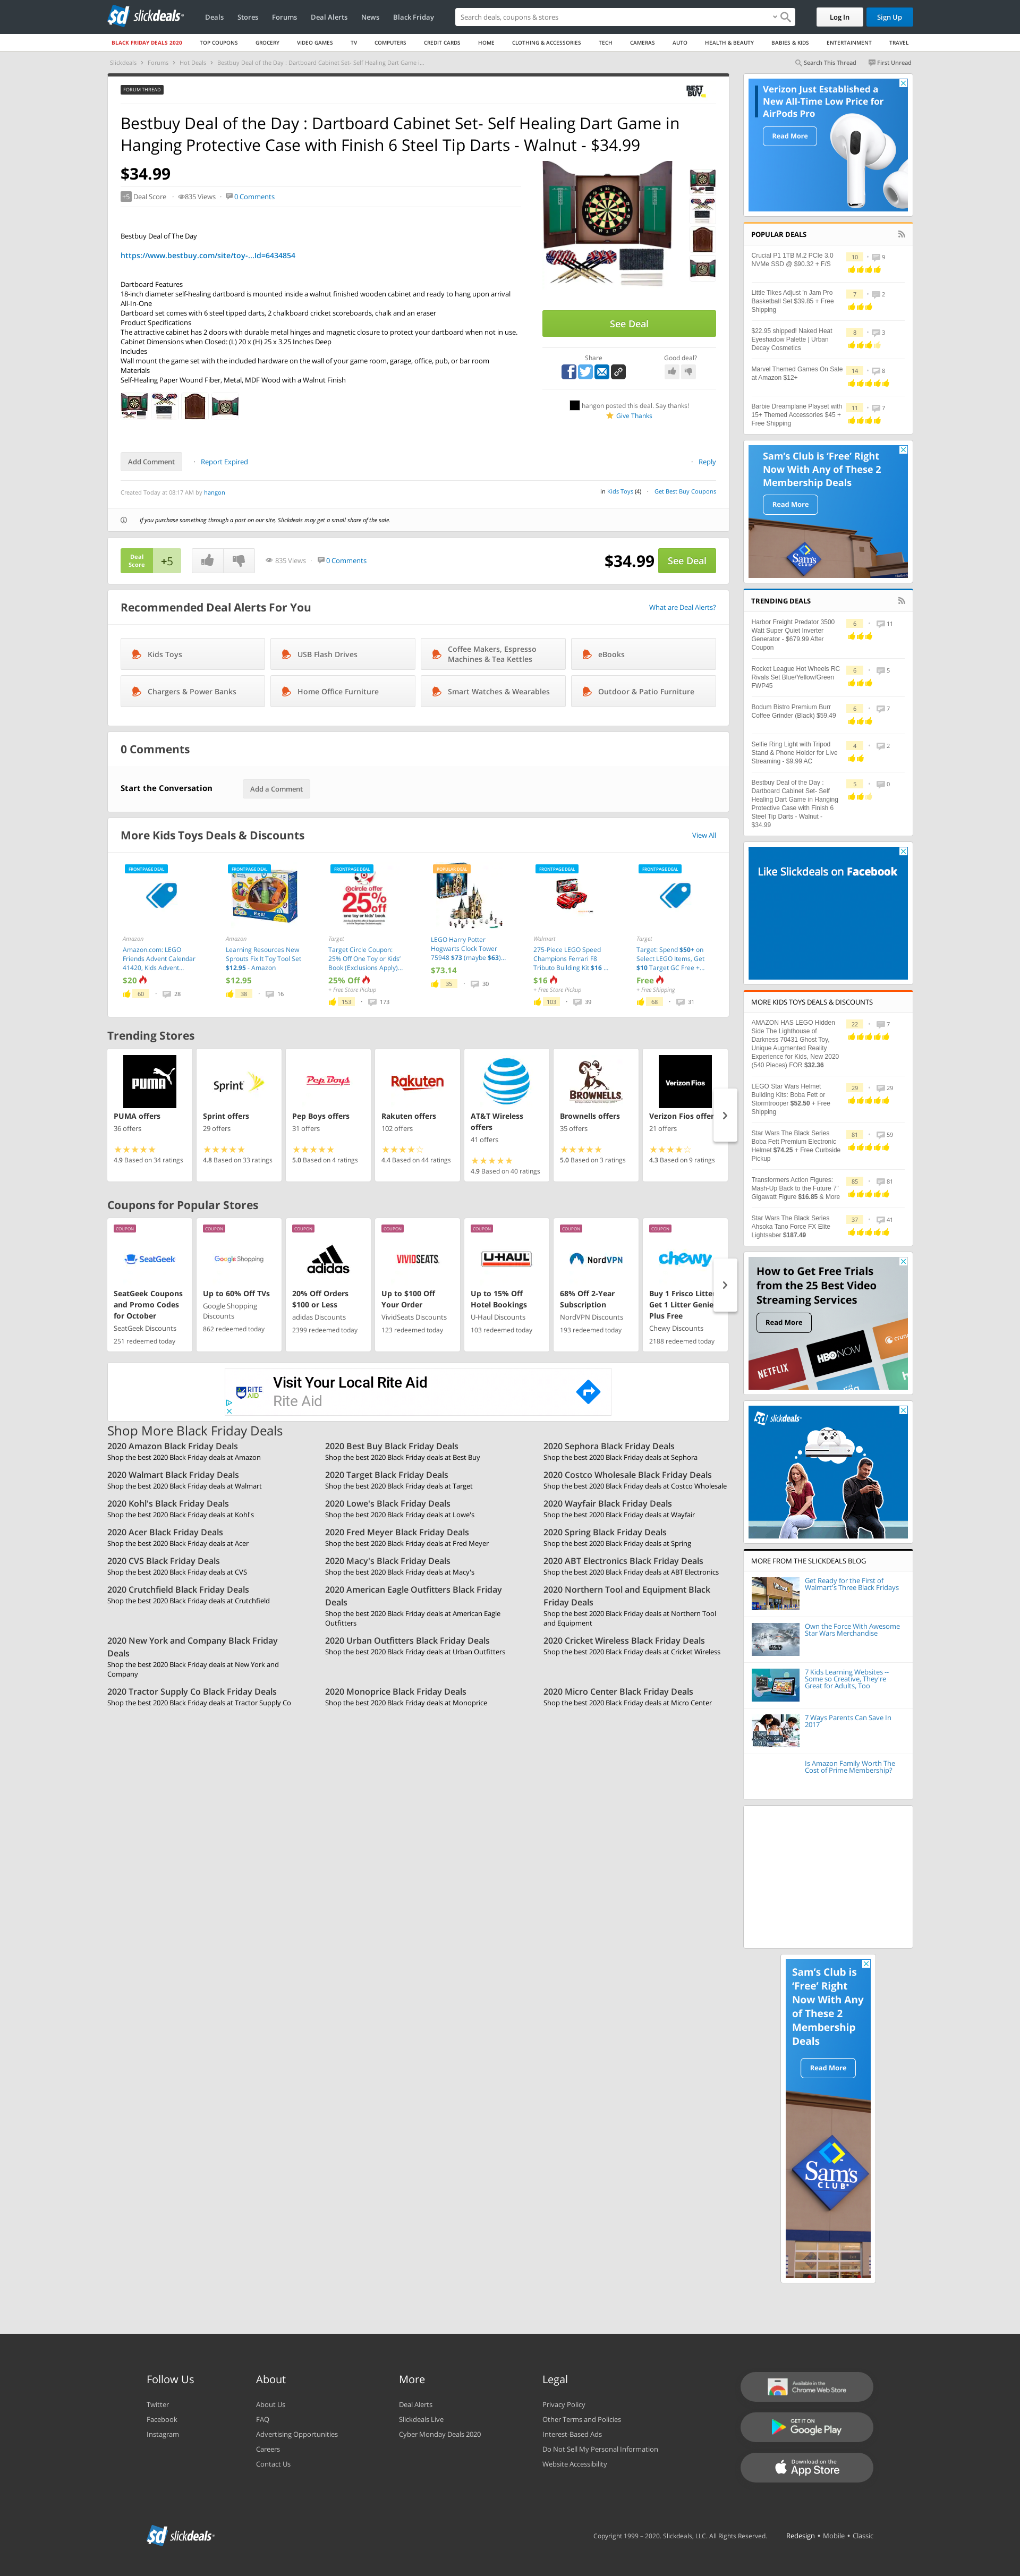 slickdeals
Deals
Stores
Forums
Deal Alerts
News
Black Friday
Search deals, coupons & stores
Log In
Sign Up
BLACK FRIDAY DEALS 2020
TOP COUPONS
GROCERY
VIDEO GAMES
TV
COMPUTERS
CREDIT CARDS
HOME
CLOTHING & ACCESSORIES
TECH
CAMERAS
AUTO
HEALTH & BEAUTY
BABIES & KIDS
ENTERTAINMENT
TRAVEL
Slickdeals › Forums › Hot Deals › Bestbuy Deal of the Day : Dartboard Cabinet Set- Self Healing Dart Game i...
Search This Thread
First Unread
FORUM THREAD
BEST BUY
Bestbuy Deal of the Day : Dartboard Cabinet Set- Self Healing Dart Game in
Hanging Protective Case with Finish 6 Steel Tip Darts - Walnut - $34.99
$34.99
+5 Deal Score
835 Views
0 Comments
Bestbuy Deal of The Day
https://www.bestbuy.com/site/toy-...Id=6434854
Dartboard Features
18-inch diameter self-healing dartboard is mounted inside a walnut finished wooden cabinet and ready to hang upon arrival
All-In-One
Dartboard set comes with 6 steel tipped darts, 2 chalkboard cricket scoreboards, chalk and an eraser
Product Specifications
The attractive cabinet has 2 doors with durable metal hinges and magnetic closure to protect your dartboard when not in use.
Cabinet Dimensions when Closed: (L) 20 x (H) 25 x 3.25 Inches Deep
Includes
Wall mount the game set with the included hardware on the wall of your game room, garage, office, pub, or bar room
Materials
Self-Healing Paper Wound Fiber, Metal, MDF Wood with a Walnut Finish
See Deal
Share
Good deal?
hangon posted this deal. Say thanks!
Give Thanks
Add Comment
Report Expired
Reply
Created Today at 08:17 AM by hangon
in Kids Toys (4)
Get Best Buy Coupons
If you purchase something through a post on our site, Slickdeals may get a small share of the sale.
Deal Score
+5
835 Views
0 Comments
$34.99
See Deal
Recommended Deal Alerts For You
What are Deal Alerts?
Kids Toys
USB Flash Drives
Coffee Makers, Espresso
Machines & Tea Kettles
eBooks
Chargers & Power Banks
Home Office Furniture
Smart Watches & Wearables
Outdoor & Patio Furniture
0 Comments
Start the Conversation
Add a Comment
More Kids Toys Deals & Discounts
View All
FRONTPAGE DEAL
Amazon
Amazon.com: LEGO
Friends Advent Calendar
41420, Kids Advent...
$20
60
28
FRONTPAGE DEAL
Amazon
Learning Resources New
Sprouts Fix It Toy Tool Set
$12.95 - Amazon
$12.95
38
16
FRONTPAGE DEAL
circle offer
25% off
one toy or kids' book
Target
Target Circle Coupon:
25% Off One Toy or Kids'
Book (Exclusions Apply)...
25% Off
+ Free Store Pickup
153
173
POPULAR DEAL
LEGO Harry Potter
Hogwarts Clock Tower
75948 $73 (maybe $63)...
$73.14
35
30
FRONTPAGE DEAL
Walmart
275-Piece LEGO Speed
Champions Ferrari F8
Tributo Building Kit $16 ...
$16
+ Free Store Pickup
103
39
FRONTPAGE DEAL
Target
Target: Spend $50+ on
Select LEGO Items, Get
$10 Target GC Free +...
Free
+ Free Shipping
68
31
Trending Stores
PUMA
PUMA offers
36 offers
4.9 Based on 34 ratings
Sprint
Sprint offers
29 offers
4.8 Based on 33 ratings
Pep Boys
Pep Boys offers
31 offers
5.0 Based on 4 ratings
Rakuten
Rakuten offers
102 offers
4.4 Based on 44 ratings
AT&T Wireless
offers
41 offers
4.9 Based on 40 ratings
BROWNELLS
Brownells offers
35 offers
5.0 Based on 3 ratings
Verizon Fios
Verizon Fios offer
21 offers
4.3 Based on 9 ratings
Coupons for Popular Stores
COUPON
SeatGeek
SeatGeek Coupons
and Promo Codes
for October
SeatGeek Discounts
251 redeemed today
COUPON
Google Shopping
Up to 60% Off TVs
Google Shopping
Discounts
862 redeemed today
COUPON
adidas
20% Off Orders
$100 or Less
adidas Discounts
2399 redeemed today
COUPON
VIVIDSEATS
Up to $100 Off
Your Order
VividSeats Discounts
123 redeemed today
COUPON
U-HAUL
Up to 15% Off
Hotel Bookings
U-Haul Discounts
103 redeemed today
COUPON
NordVPN
68% Off 2-Year
Subscription
NordVPN Discounts
193 redeemed today
COUPON
chewy
Buy 1 Frisco Litter
Get 1 Litter Genie
Plus Free
Chewy Discounts
2188 redeemed today
RITE AID
Visit Your Local Rite Aid
Rite Aid
Shop More Black Friday Deals
2020 Amazon Black Friday Deals
Shop the best 2020 Black Friday deals at Amazon
2020 Best Buy Black Friday Deals
Shop the best 2020 Black Friday deals at Best Buy
2020 Sephora Black Friday Deals
Shop the best 2020 Black Friday deals at Sephora
2020 Walmart Black Friday Deals
Shop the best 2020 Black Friday deals at Walmart
2020 Target Black Friday Deals
Shop the best 2020 Black Friday deals at Target
2020 Costco Wholesale Black Friday Deals
Shop the best 2020 Black Friday deals at Costco Wholesale
2020 Kohl's Black Friday Deals
Shop the best 2020 Black Friday deals at Kohl's
2020 Lowe's Black Friday Deals
Shop the best 2020 Black Friday deals at Lowe's
2020 Wayfair Black Friday Deals
Shop the best 2020 Black Friday deals at Wayfair
2020 Acer Black Friday Deals
Shop the best 2020 Black Friday deals at Acer
2020 Fred Meyer Black Friday Deals
Shop the best 2020 Black Friday deals at Fred Meyer
2020 Spring Black Friday Deals
Shop the best 2020 Black Friday deals at Spring
2020 CVS Black Friday Deals
Shop the best 2020 Black Friday deals at CVS
2020 Macy's Black Friday Deals
Shop the best 2020 Black Friday deals at Macy's
2020 ABT Electronics Black Friday Deals
Shop the best 2020 Black Friday deals at ABT Electronics
2020 Crutchfield Black Friday Deals
Shop the best 2020 Black Friday deals at Crutchfield
2020 American Eagle Outfitters Black Friday
Deals
Shop the best 2020 Black Friday deals at American Eagle
Outfitters
2020 Northern Tool and Equipment Black
Friday Deals
Shop the best 2020 Black Friday deals at Northern Tool
and Equipment
2020 New York and Company Black Friday
Deals
Shop the best 2020 Black Friday deals at New York and
Company
2020 Urban Outfitters Black Friday Deals
Shop the best 2020 Black Friday deals at Urban Outfitters
2020 Cricket Wireless Black Friday Deals
Shop the best 2020 Black Friday deals at Cricket Wireless
2020 Tractor Supply Co Black Friday Deals
Shop the best 2020 Black Friday deals at Tractor Supply Co
2020 Monoprice Black Friday Deals
Shop the best 2020 Black Friday deals at Monoprice
2020 Micro Center Black Friday Deals
Shop the best 2020 Black Friday deals at Micro Center
Verizon Just Established a
New All-Time Low Price for
AirPods Pro
Read More
POPULAR DEALS
Crucial P1 1TB M.2 PCIe 3.0
NVMe SSD @ $90.32 + F/S
10
9
Little Tikes Adjust 'n Jam Pro
Basketball Set $39.85 + Free
Shipping
7
2
$22.95 shipped! Naked Heat
Eyeshadow Palette | Urban
Decay Cosmetics
8
3
Marvel Themed Games On Sale
at Amazon $12+
14
8
Barbie Dreamplane Playset with
15+ Themed Accessories $45 +
Free Shipping
11
7
Sam's Club is 'Free' Right
Now With Any of These 2
Membership Deals
Read More
TRENDING DEALS
Harbor Freight Predator 3500
Watt Super Quiet Inverter
Generator - $679.99 After
Coupon
6
11
Rocket League Hot Wheels RC
Rivals Set Blue/Yellow/Green
FWP45
6
5
Bodum Bistro Premium Burr
Coffee Grinder (Black) $59.49
6
7
Selfie Ring Light with Tripod
Stand & Phone Holder for Live
Streaming - $9.99 AC
4
2
Bestbuy Deal of the Day :
Dartboard Cabinet Set- Self
Healing Dart Game in Hanging
Protective Case with Finish 6
Steel Tip Darts - Walnut -
$34.99
5
0
Like Slickdeals on Facebook
MORE KIDS TOYS DEALS & DISCOUNTS
AMAZON HAS LEGO Hidden
Side The Lighthouse of
Darkness 70431 Ghost Toy,
Unique Augmented Reality
Experience for Kids, New 2020
(540 Pieces) FOR $32.36
22
7
LEGO Star Wars Helmet
Building Kits: Boba Fett or
Stormtrooper $52.50 + Free
Shipping
29
29
Star Wars The Black Series
Boba Fett Premium Electronic
Helmet $74.25 + Free Curbside
Pickup
81
59
Transformers Action Figures:
Mash-Up Back to the Future 7"
Gigawatt Figure $16.85 & More
85
81
Star Wars The Black Series
Ahsoka Tano Force FX Elite
Lightsaber $187.49
37
41
How to Get Free Trials
from the 25 Best Video
Streaming Services
Read More
NETFLIX
HBO NOW
slickdeals
MORE FROM THE SLICKDEALS BLOG
Get Ready for the First of
Walmart's Three Black Fridays
Own the Force With Awesome
Star Wars Merchandise
7 Kids Learning Websites --
Some so Creative, They're
Great for Adults, Too
7 Ways Parents Can Save In
2017
Is Amazon Family Worth The
Cost of Prime Membership?
Sam's Club is
'Free' Right
Now With Any
of These 2
Membership
Deals
Read More
Sam's
CLUB
Follow Us
Twitter
Facebook
Instagram
About
About Us
FAQ
Advertising Opportunities
Careers
Contact Us
More
Deal Alerts
Slickdeals Live
Cyber Monday Deals 2020
Legal
Privacy Policy
Other Terms and Policies
Interest-Based Ads
Do Not Sell My Personal Information
Website Accessibility
Available in the
Chrome Web Store
GET IT ON
Google Play
Download on the
App Store
slickdeals
Copyright 1999 – 2020. Slickdeals, LLC. All Rights Reserved.
Redesign • Mobile • Classic